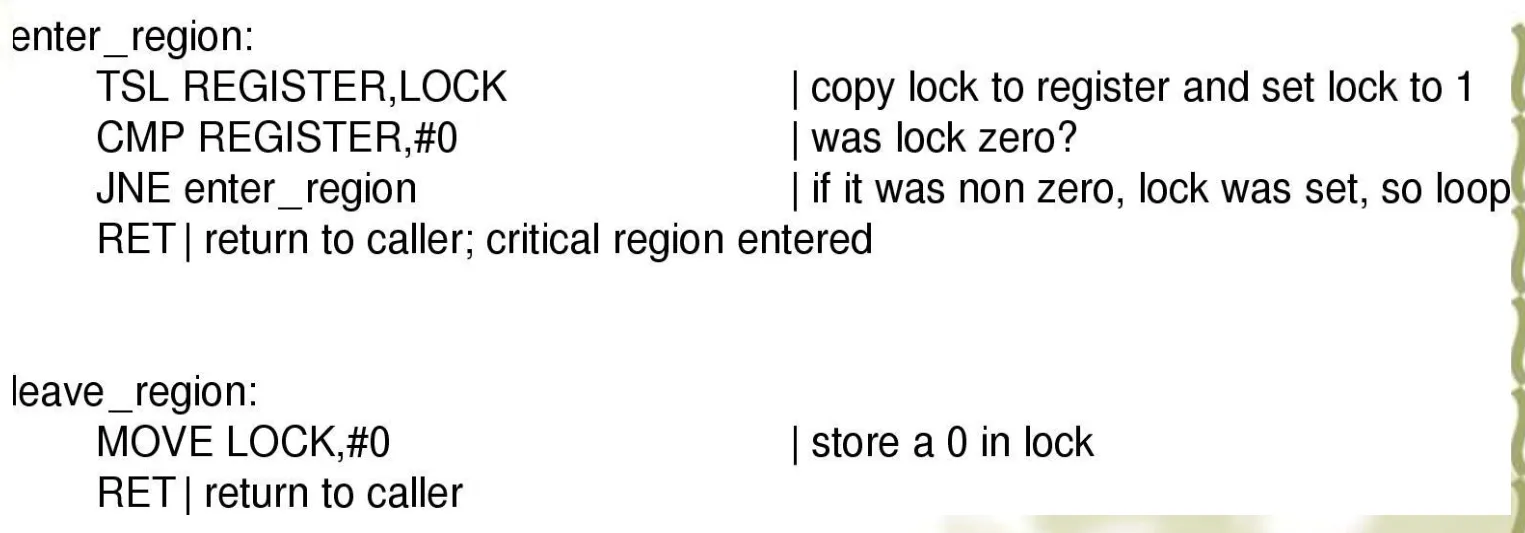 enter_region:
TSL REGISTER,LOCK | copy lock to register and set lock to 1
CMP REGISTER,#0 | was lock zero?
JNE enter_region | if it was non zero, lock was set, so loop
RET | return to caller; critical region entered
leave_region:
MOVE LOCK,#0 | store a 0 in lock
RET | return to caller